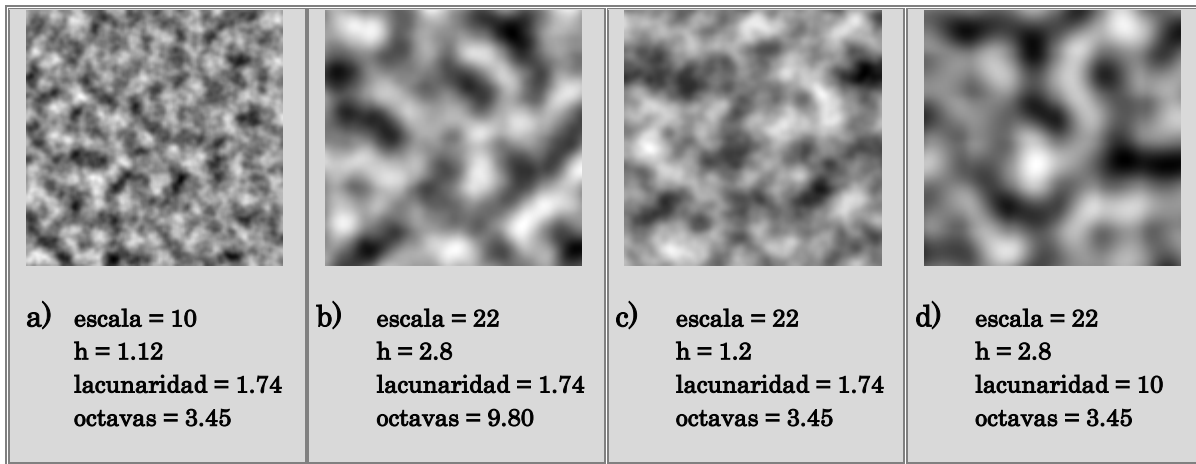 a) escala = 10
h = 1.12
lacunaridad = 1.74
octavas = 3.45
b) escala = 22
h = 2.8
lacunaridad = 1.74
octavas = 9.80
c) escala = 22
h = 1.2
lacunaridad = 1.74
octavas = 3.45
d) escala = 22
h = 2.8
lacunaridad = 10
octavas = 3.45